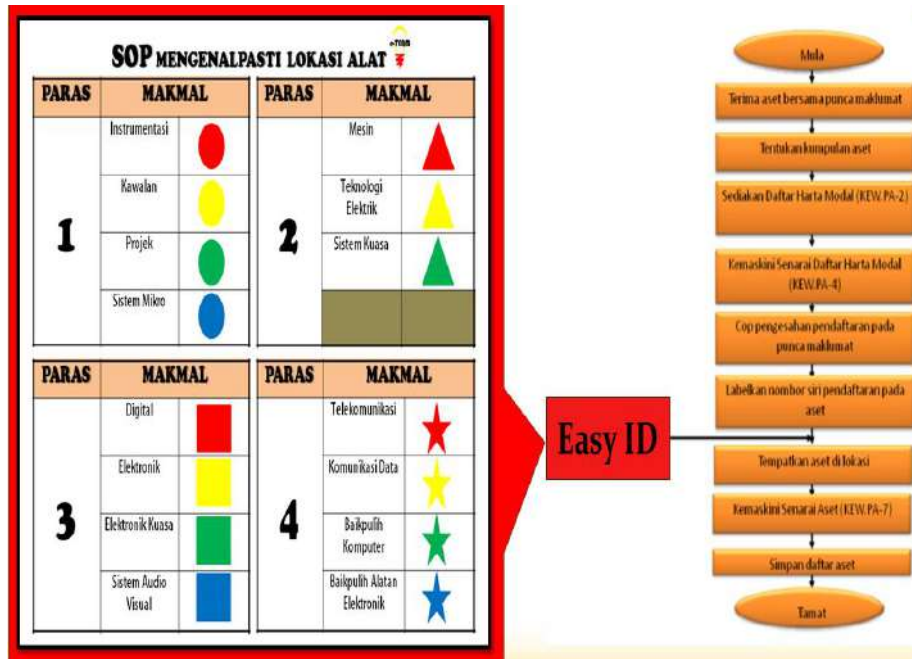 SOP MENGENALPASTI LOKASI ALAT
PARAS MAKMAL
1
Instrumentasi
Kawalan
Projek
Sistem Mikro
PARAS MAKMAL
2
Mesin
Teknologi
Elektrik
Sistem Kuasa
PARAS MAKMAL
3
Digital
Elektronik
Elektronik Kuasa
Sistem Audio
Visual
PARAS MAKMAL
4
Telekomunikasi
Komunikasi Data
Baikpulih
Komputer
Baikpulih Alatan
Elektronik
Easy ID
Mula
Terima aset bersama punca maklumat
Tentukan kumpulan aset
Sediakan Daftar Harta Modal (KEW.PA-2)
Kemaskini Senarai Daftar Harta Modal
(KEW.PA-4)
Cop pengesahan pendaftaran pada
punca maklumat
Labelkan nombor siri pendaftaran pada
aset
Tempatkan aset di lokasi
Kemaskini Senarai Aset (KEW.PA-7)
Simpan daftar aset
Tamat